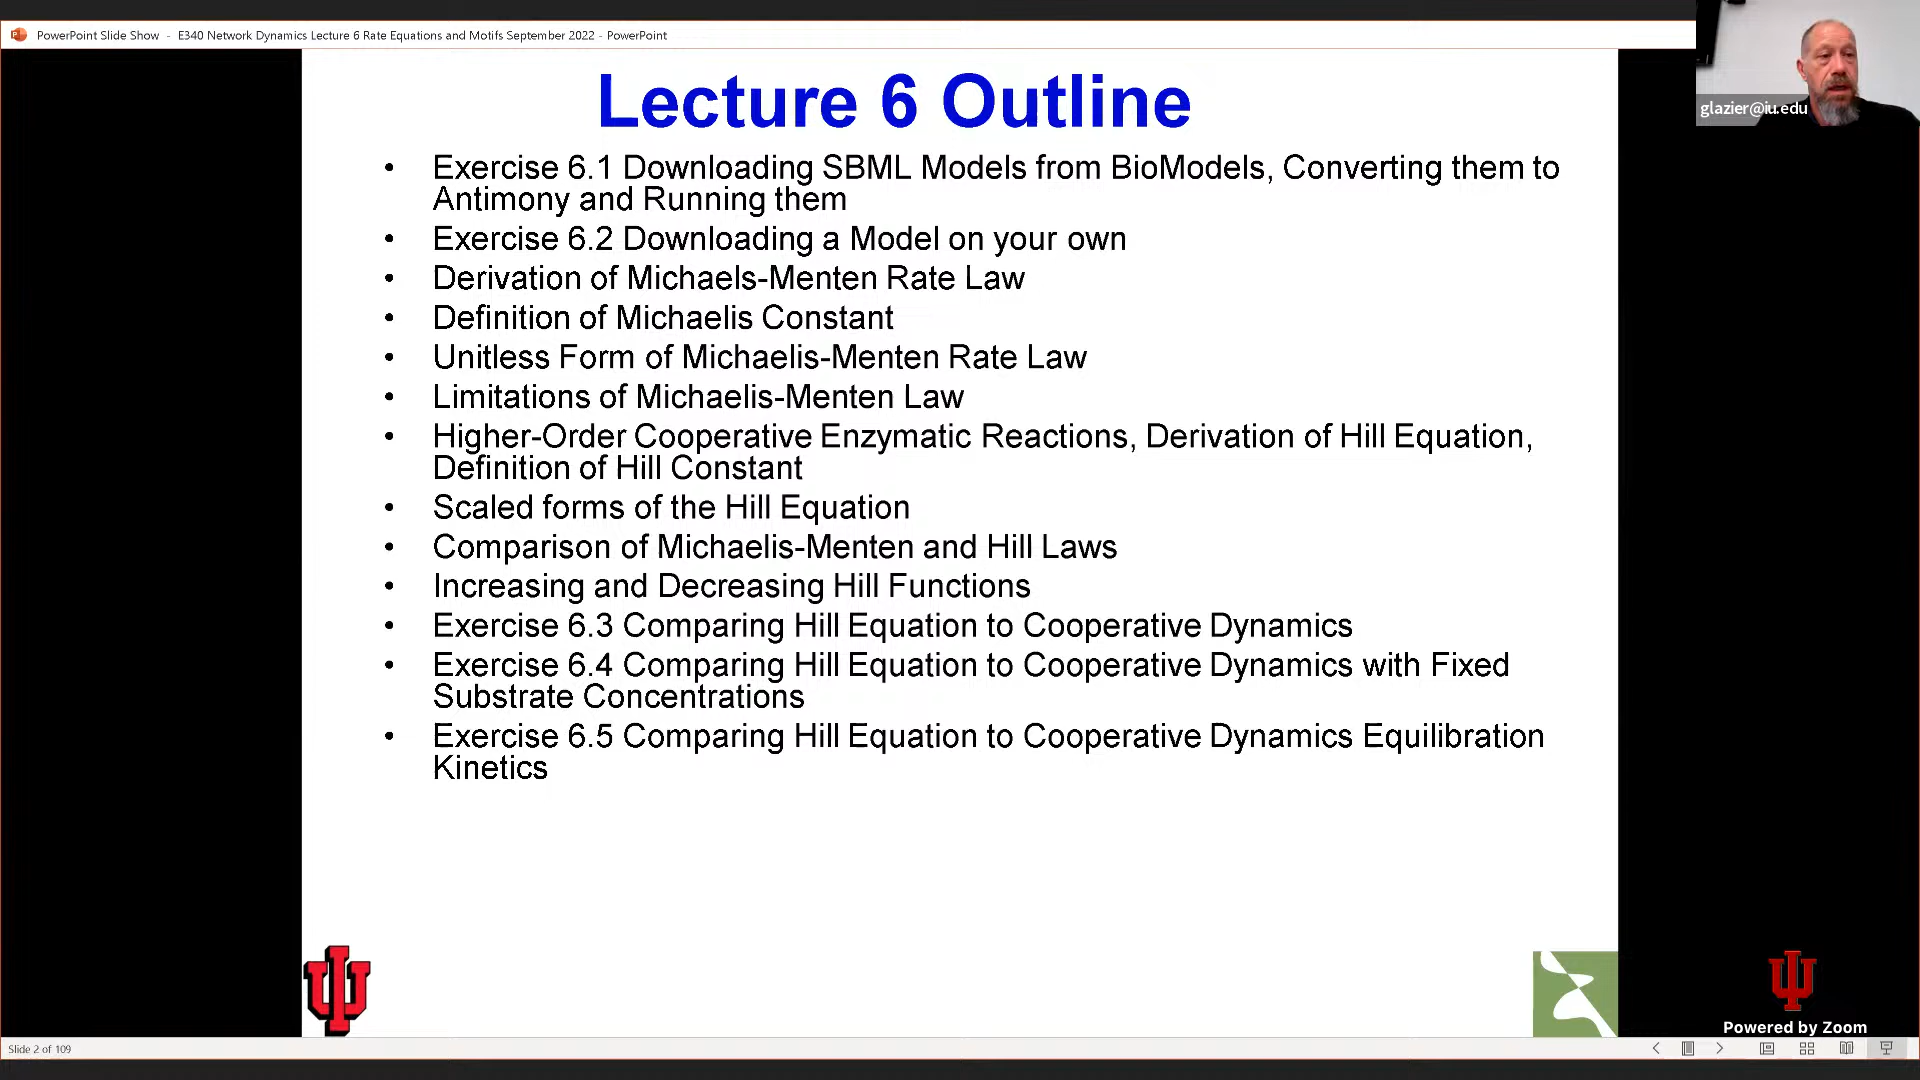 PowerPoint Slide Show - E340 Network Dynamics Lecture 6 Rate Equations and Motifs September 2022 - PowerPoint
glazier@iu.edu
Lecture 6 Outline
• Exercise 6.1 Downloading SBML Models from BioModels, Converting them to
Antimony and Running them
• Exercise 6.2 Downloading a Model on your own
• Derivation of Michaels-Menten Rate Law
• Definition of Michaelis Constant
• Unitless Form of Michaelis-Menten Rate Law
• Limitations of Michaelis-Menten Law
• Higher-Order Cooperative Enzymatic Reactions, Derivation of Hill Equation,
Definition of Hill Constant
• Scaled forms of the Hill Equation
• Comparison of Michaelis-Menten and Hill Laws
• Increasing and Decreasing Hill Functions
• Exercise 6.3 Comparing Hill Equation to Cooperative Dynamics
• Exercise 6.4 Comparing Hill Equation to Cooperative Dynamics with Fixed
Substrate Concentrations
• Exercise 6.5 Comparing Hill Equation to Cooperative Dynamics Equilibration
Kinetics
Powered by Zoom
Slide 2 of 109